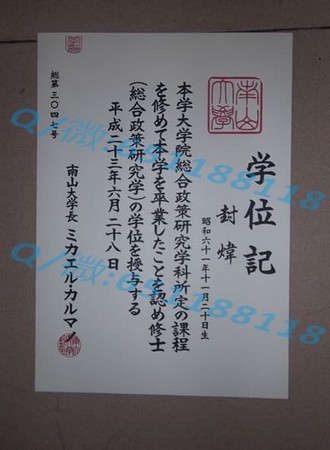 学位記
封煒
昭和六十一年十一月二十日生
本学大学院総合政策研究学科所定の課程
を修めて本学を卒業したことを認め修士
(総合政策研究学)の学位を授与する
平成二十三年六月二十八日
南山大学長 ミカエル・カルマノ
総第三〇四七号
南山
大學